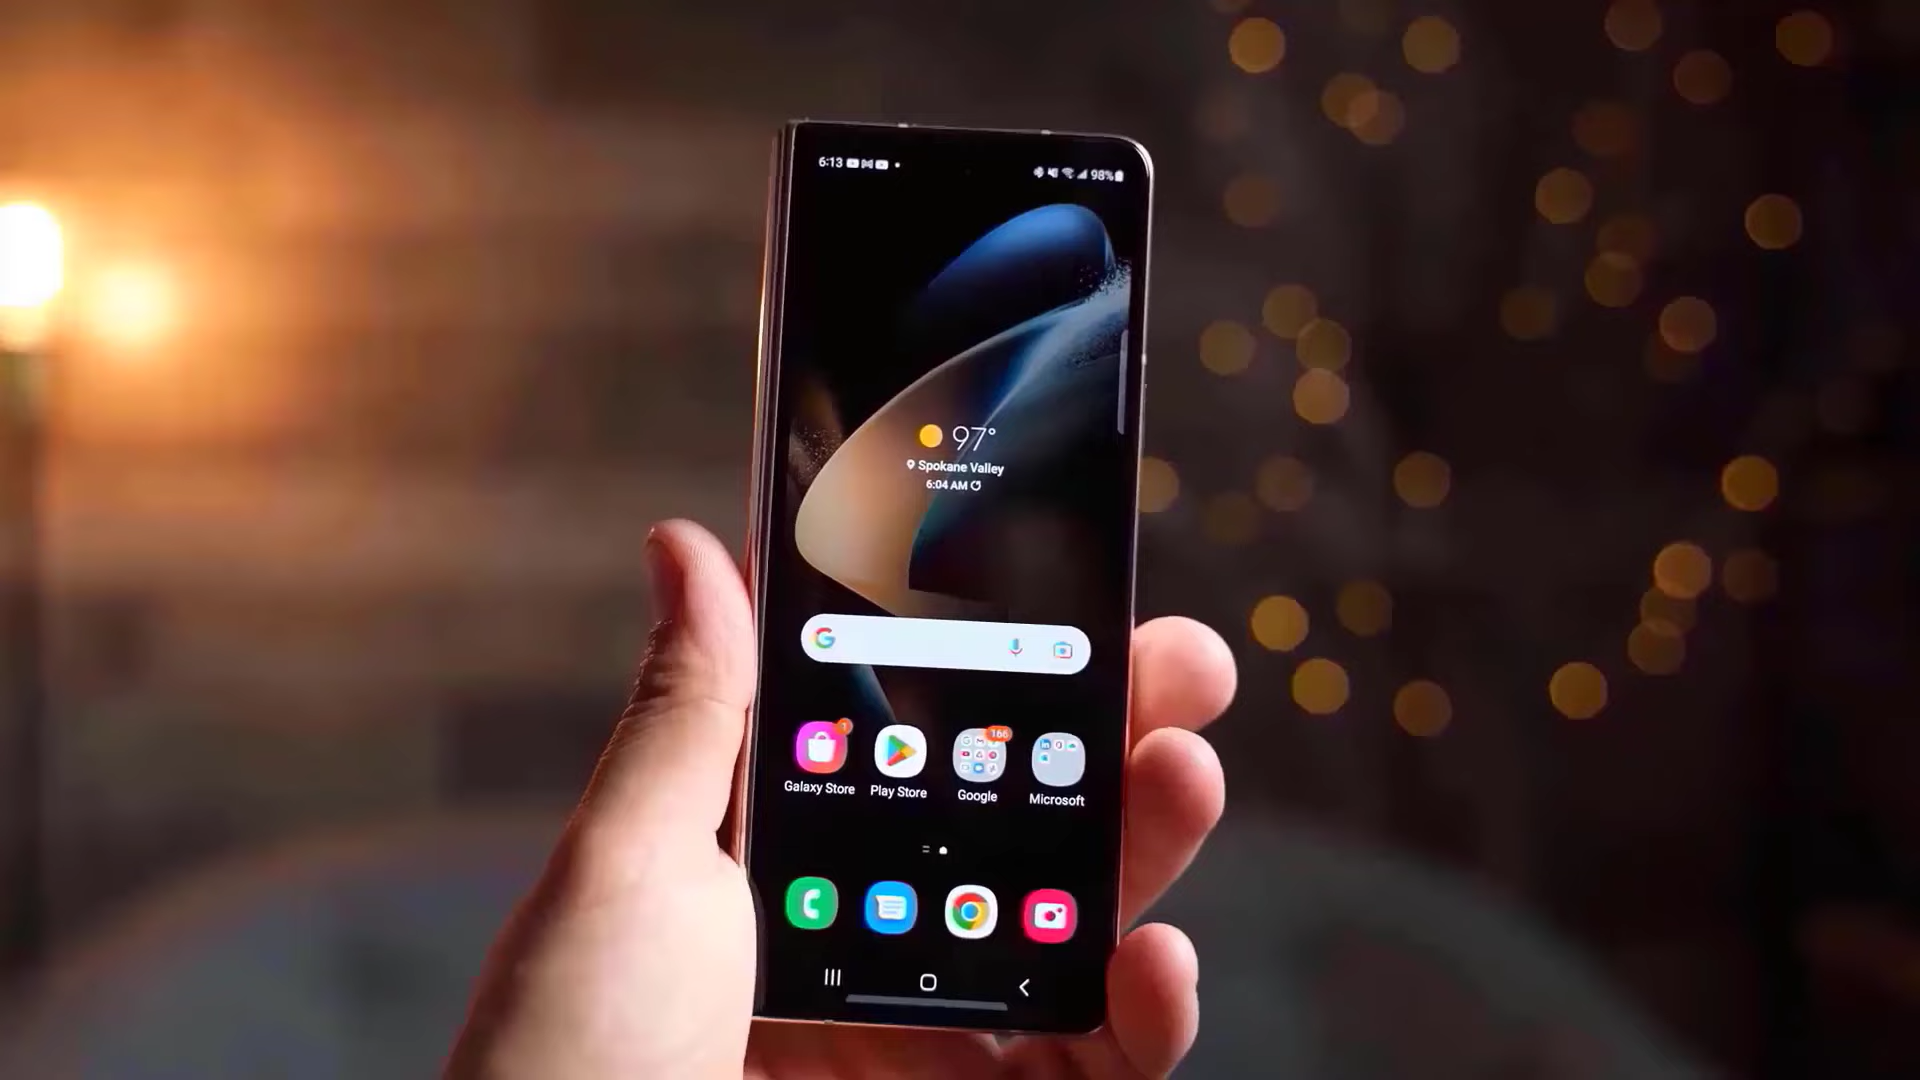 6:13
98%
97°
Spokane Valley
6:04 AM
G
1
166
Galaxy Store
Play Store
Google
Microsoft